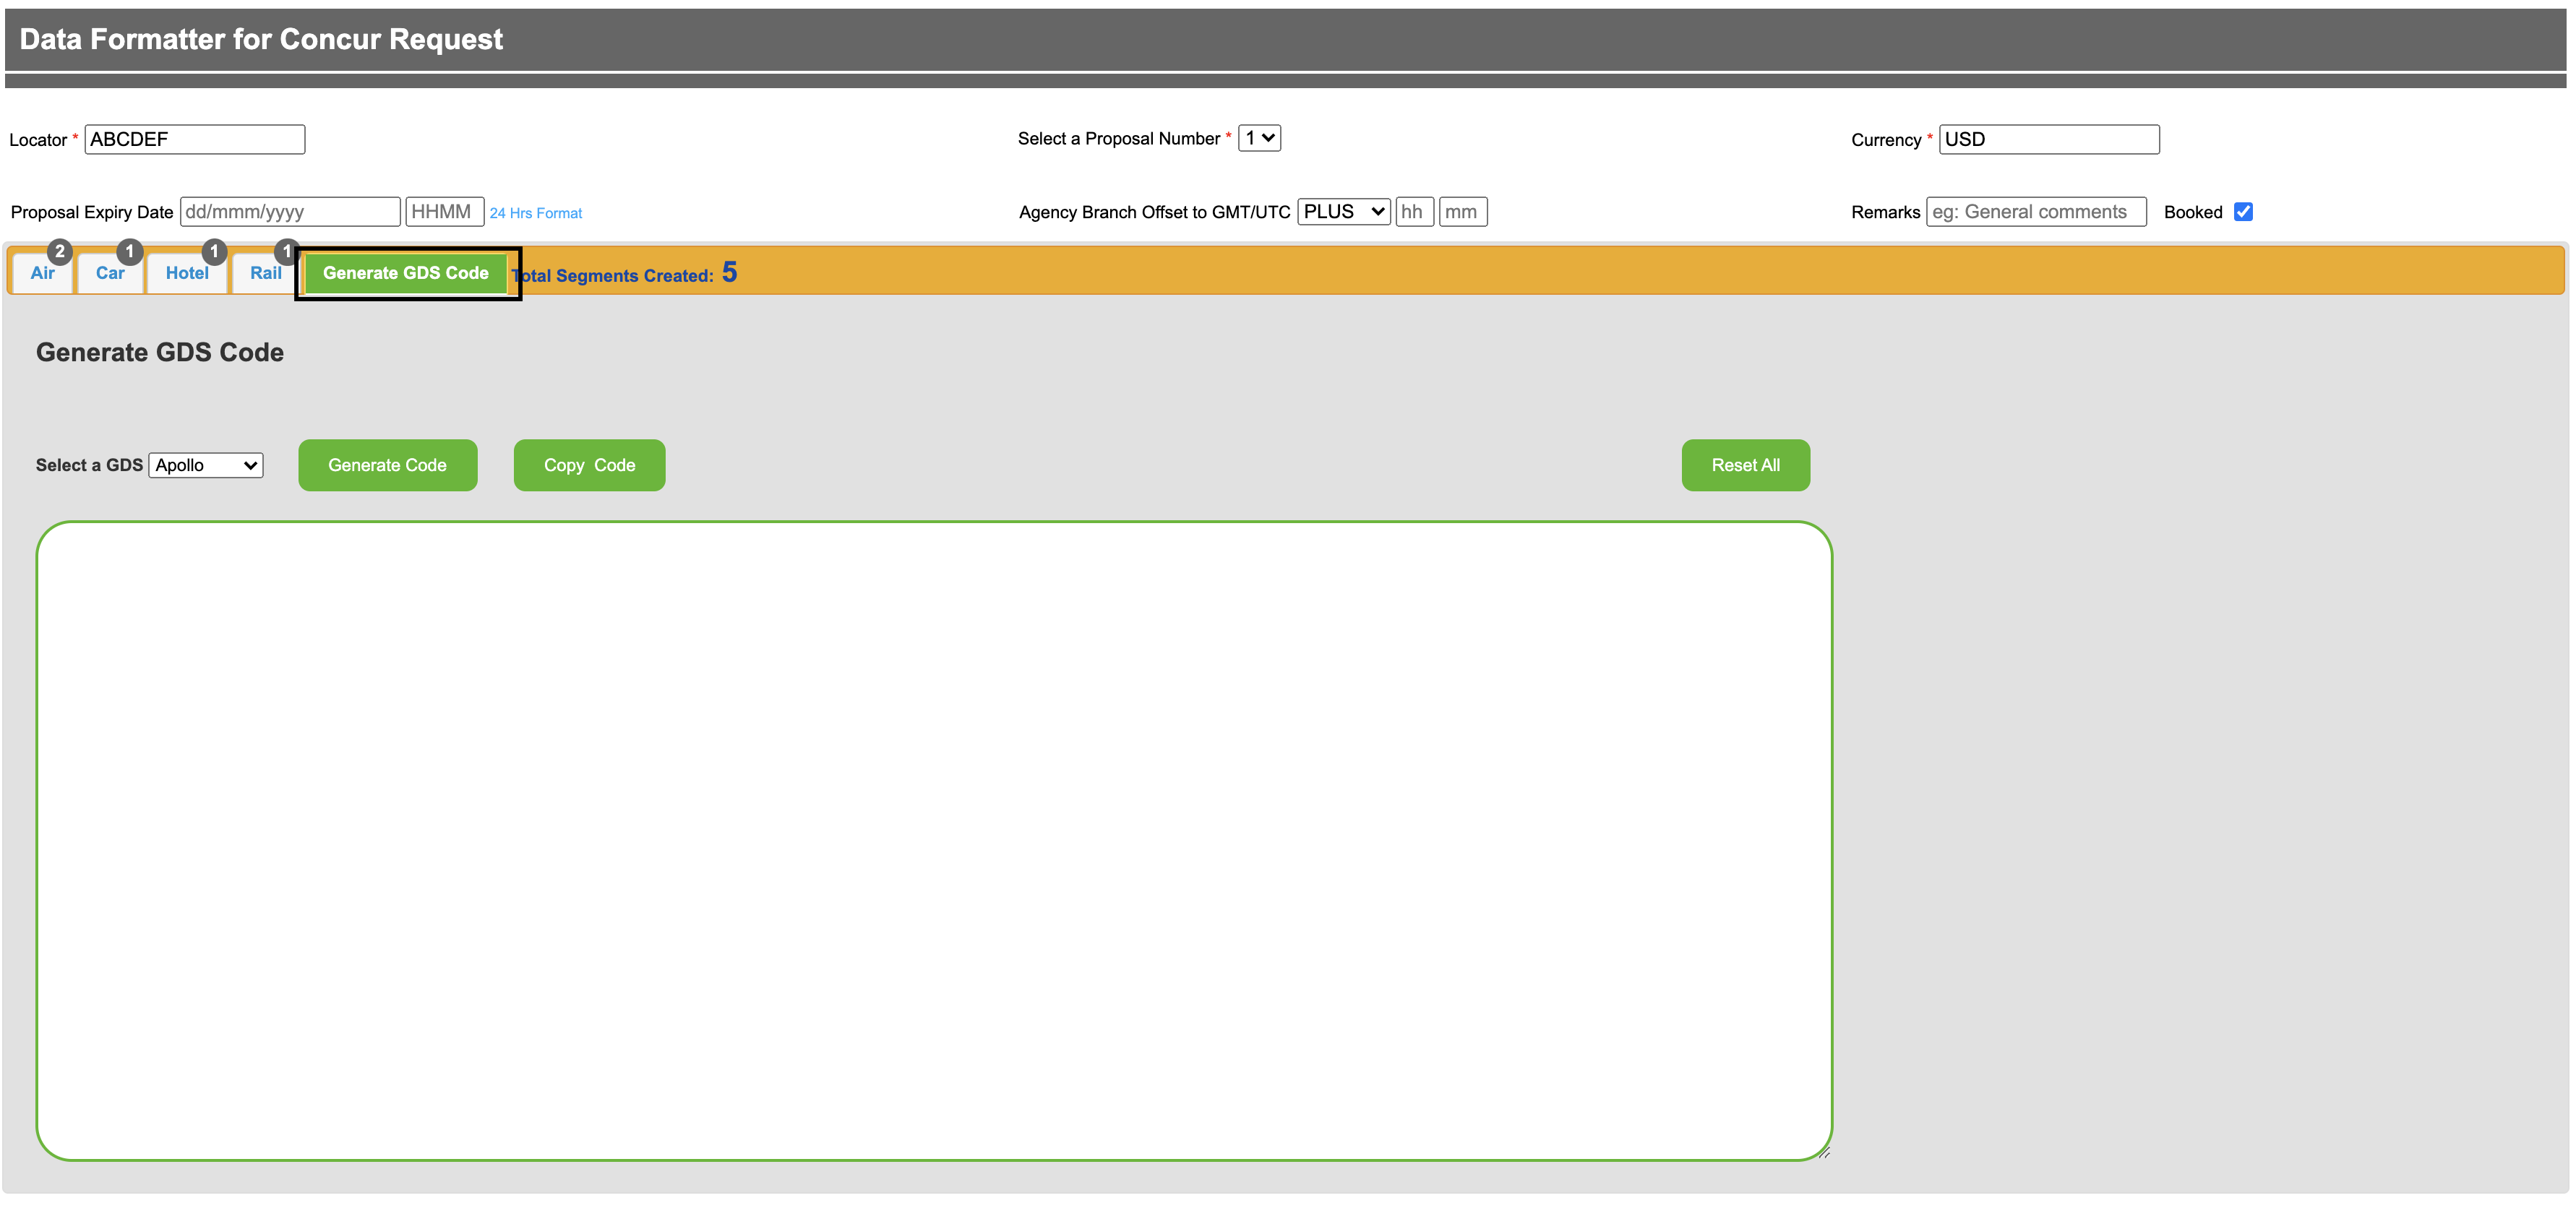 Data Formatter for Concur Request
Locator * ABCDEF Select a Proposal Number * 1 Currency * USD
Proposal Expiry Date dd/mmm/yyyy HHMM 24 Hrs Format Agency Branch Offset to GMT/UTC PLUS hh mm Remarks eg: General comments Booked
Air 2 Car 1 Hotel 1 Rail 1 Generate GDS Code Total Segments Created: 5
Generate GDS Code
Select a GDS Apollo Generate Code Copy Code Reset All